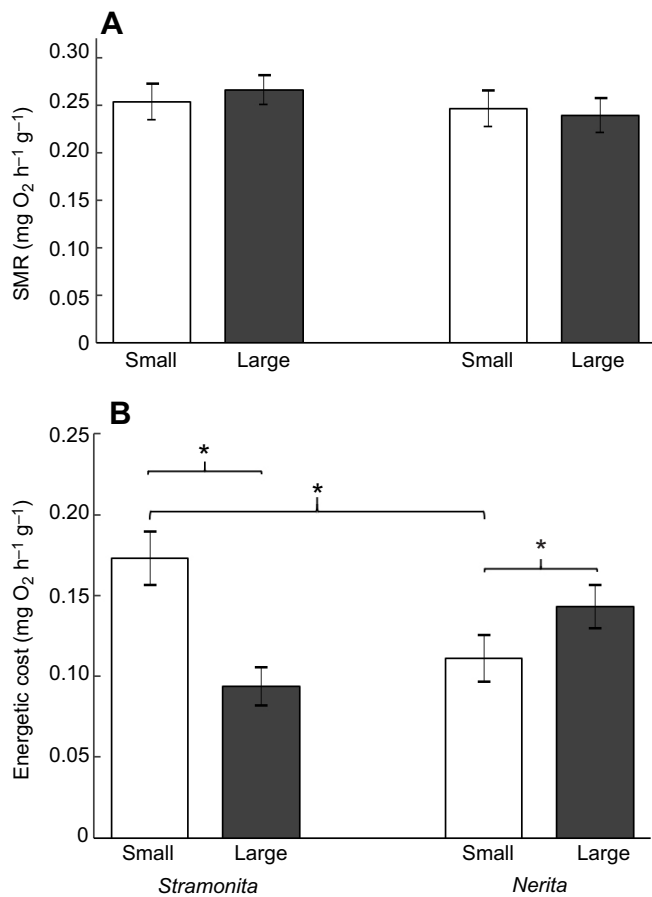 A
0.30
0.25
0.20
0.15
0.10
0.05
0
SMR (mg O₂ h⁻¹ g⁻¹)
Small Large Small Large
B
0.25
0.20
0.15
0.10
0.05
0
Energetic cost (mg O₂ h⁻¹ g⁻¹)
* * *
Small Large Small Large
Stramonita Nerita